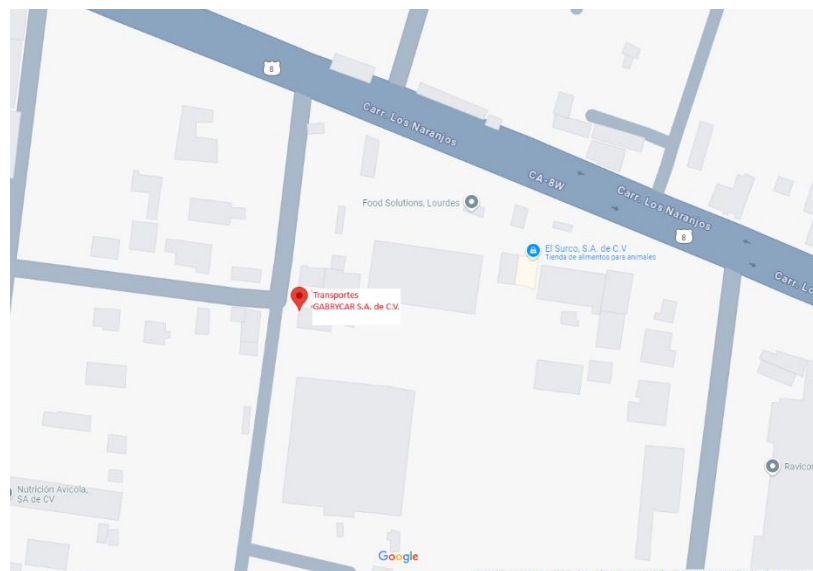 8
Carr. Los Naranjos
CA-8W
Carr. Los Naranjos
Food Solutions, Lourdes
8
El Surco, S.A. de C.V
Tienda de alimentos para animales
Carr. Lo
Transportes
GABRYCAR S.A. de C.V.
Ravicor
Nutrición Avícola,
SA de CV
Google